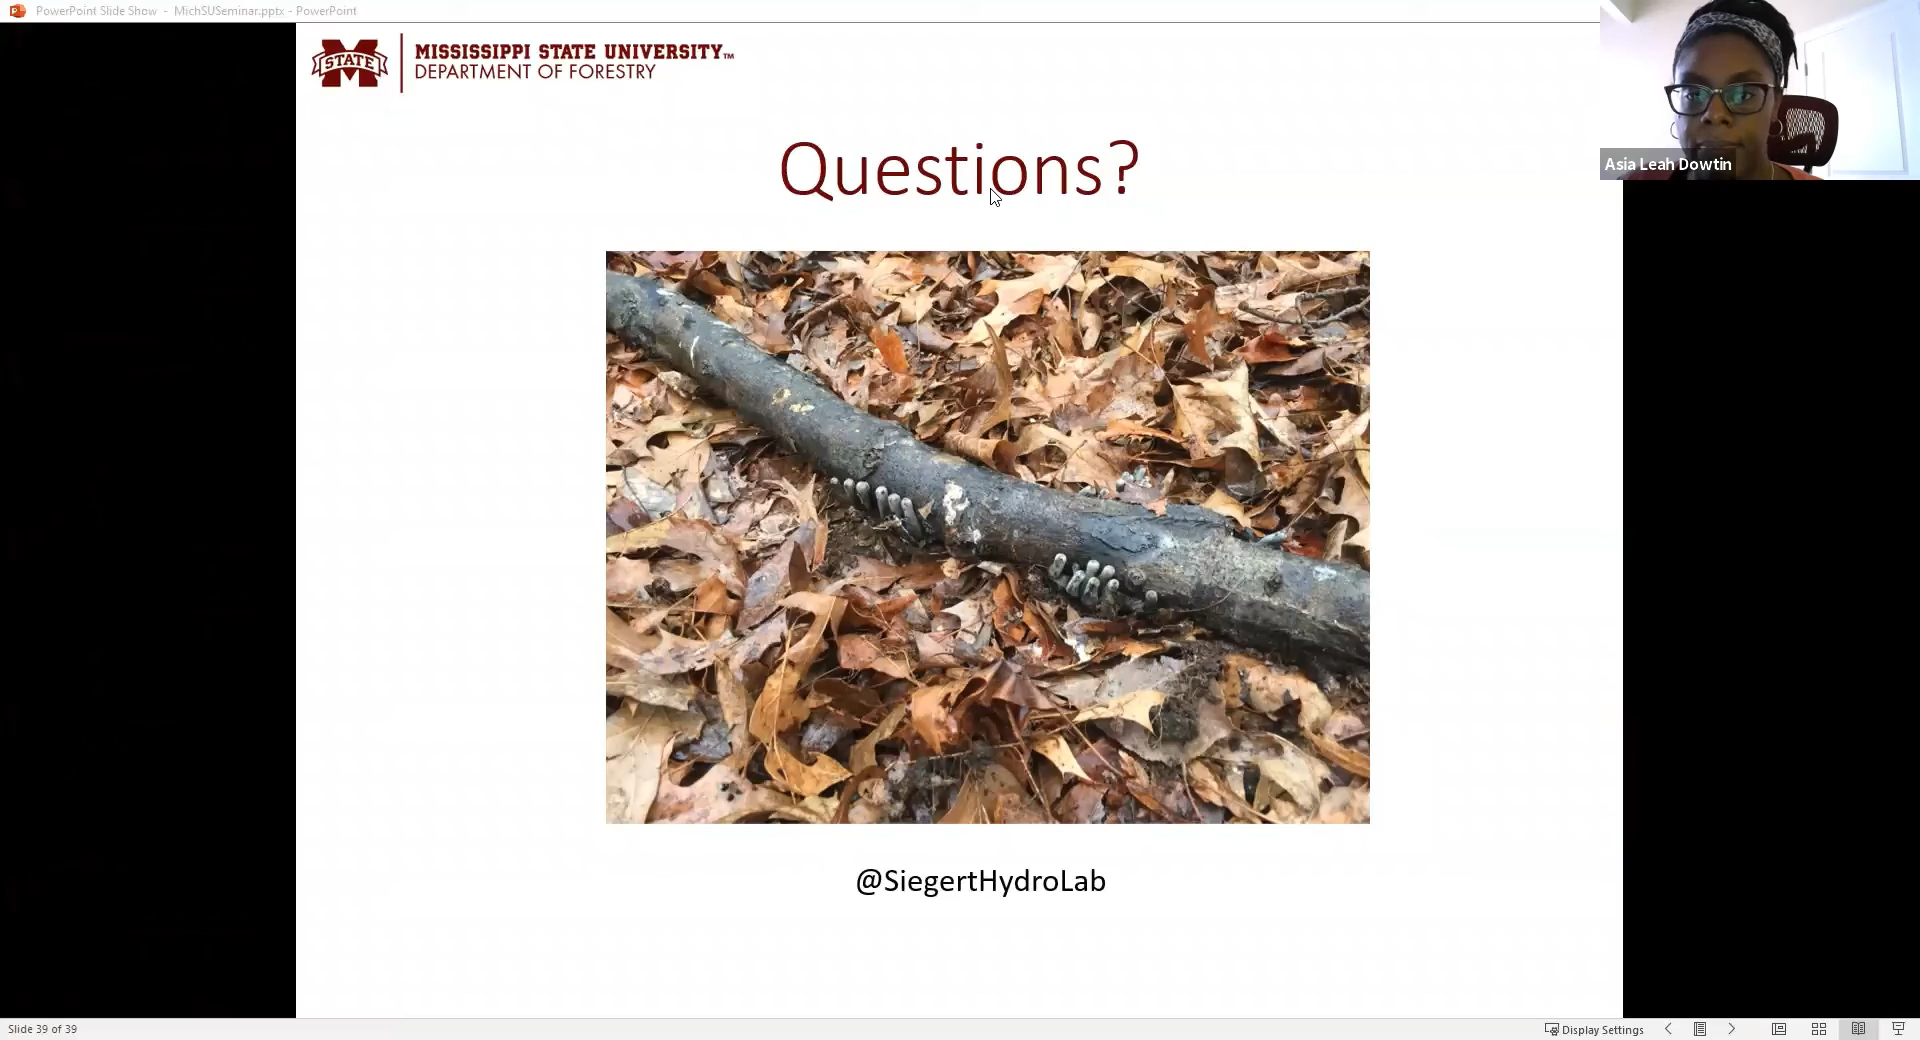 PowerPoint Slide Show - MichSUSeminar.pptx - PowerPoint
STATE
MISSISSIPPI STATE UNIVERSITY™
DEPARTMENT OF FORESTRY
Questions?
Asia Leah Dowtin
@SiegertHydroLab
Slide 39 of 39
Display Settings